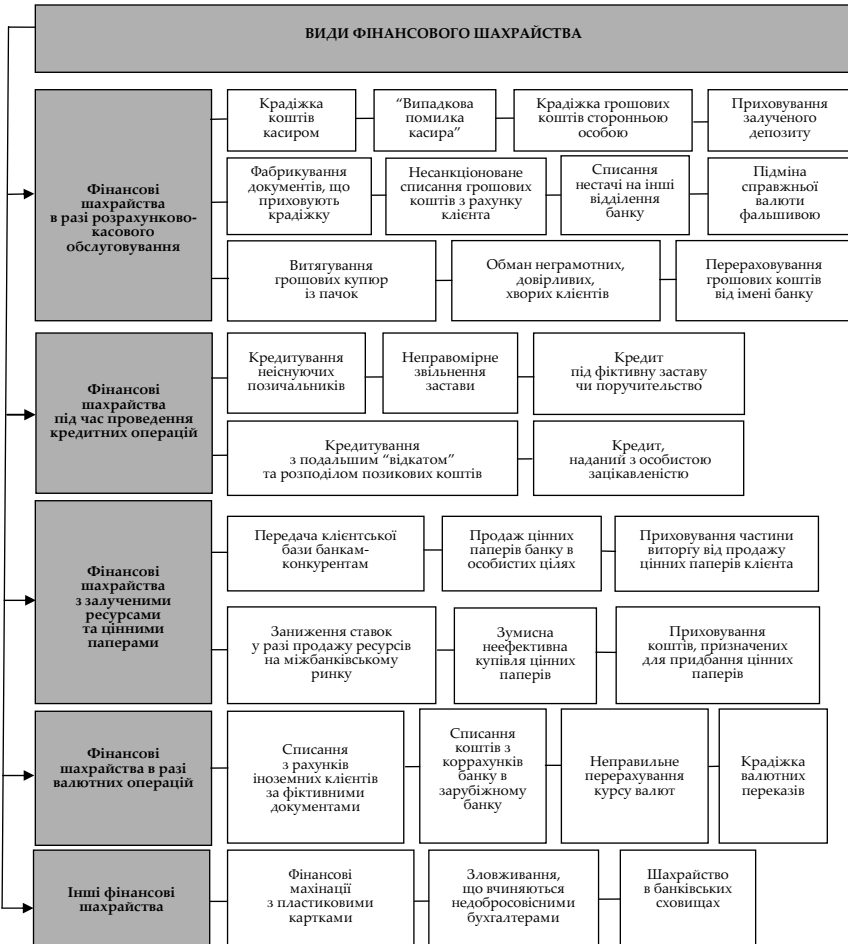 ВИДИ ФІНАНСОВОГО ШАХРАЙСТВА
Фінансові
шахрайства
в разі розрахунково-
касового
обслуговування
Крадіжка
коштів
касиром
“Випадкова
помилка
касира”
Крадіжка грошових
коштів сторонньою
особою
Приховування
залученого
депозиту
Фабрикування
документів, що
приховують
крадіжку
Несанкціоноване
списання грошових
коштів з рахунку
клієнта
Списання
нестачі на інші
відділення
банку
Підміна
справжньої
валюти
фальшивою
Витягування
грошових купюр
із пачок
Обман неграмотних,
довірливих,
хворих клієнтів
Перераховування
грошових коштів
від імені банку
Фінансові
шахрайства
під час проведення
кредитних операцій
Кредитування
неіснуючих
позичальників
Неправомірне
звільнення
застави
Кредит
під фіктивну заставу
чи поручительство
Кредитування
з подальшим “відкатом”
та розподілом позикових коштів
Кредит,
наданий з особистою
зацікавленістю
Фінансові
шахрайства
з залученими
ресурсами
та цінними
паперами
Передача клієнтської
бази банкам-
конкурентам
Продаж цінних
паперів банку в
особистих цілях
Приховування частини
виторгу від продажу
цінних паперів клієнта
Заниження ставок
у разі продажу ресурсів
на міжбанківському
ринку
Зумисна
неефективна
купівля цінних
паперів
Приховування
коштів, призначених
для придбання цінних
паперів
Фінансові
шахрайства в разі
валютних операцій
Списання
з рахунків
іноземних клієнтів
за фіктивними
документами
Списання
коштів з
коррахунків
банку в
зарубіжному
банку
Неправильне
перерахування
курсу валют
Крадіжка
валютних
переказів
Інші фінансові
шахрайства
Фінансові
махінації
з пластиковими
картками
Зловживання,
що вчиняються
недобросовісними
бухгалтерами
Шахрайство
в банківських
сховищах